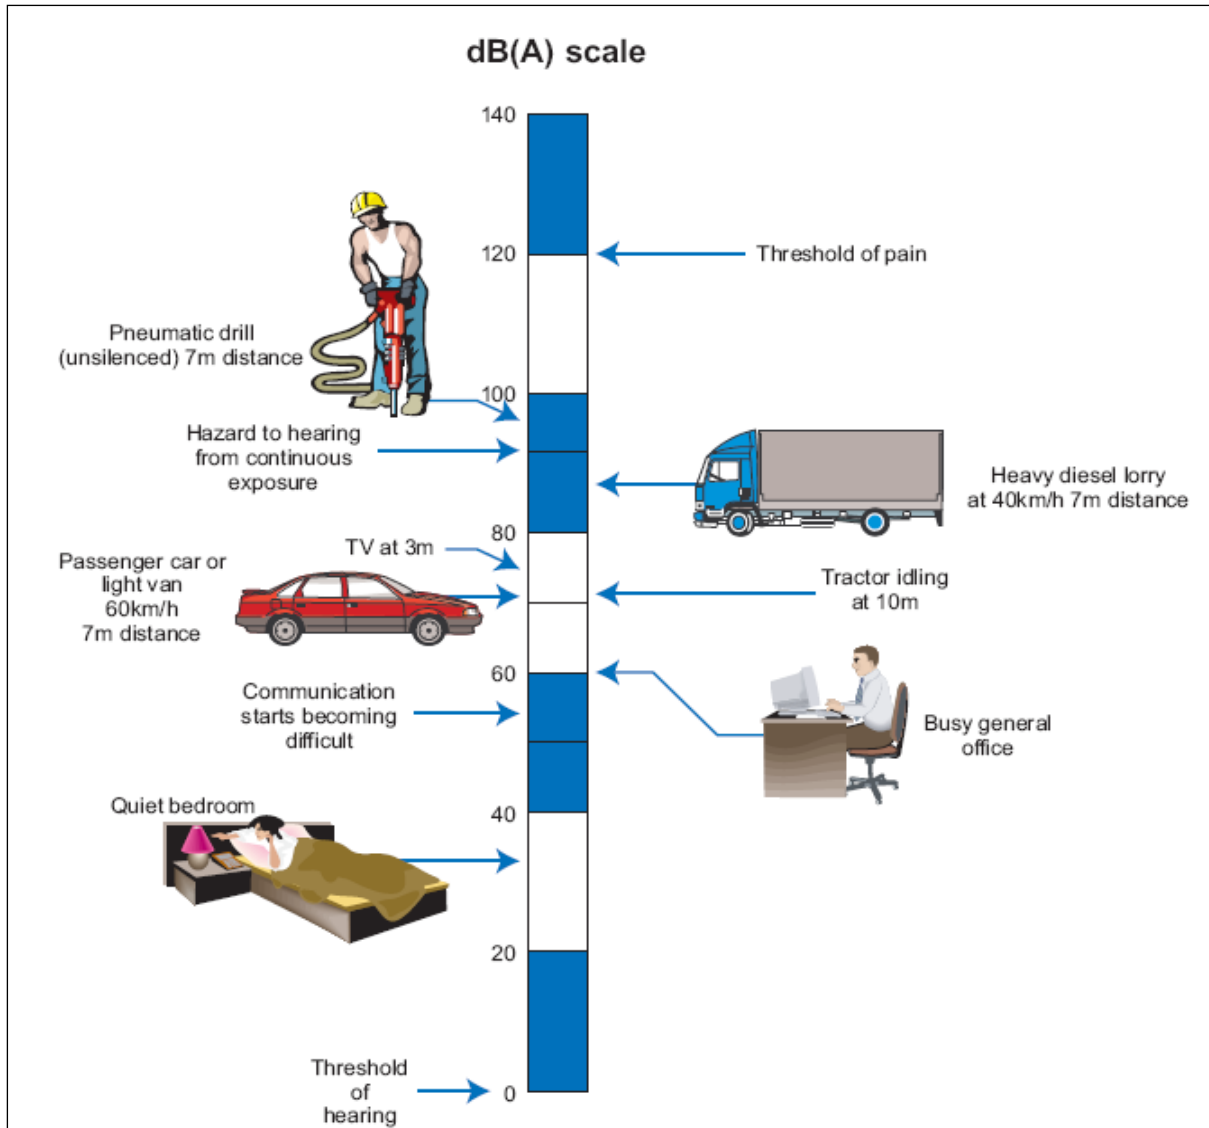 dB(A) scale
140
120
Threshold of pain
Pneumatic drill
(unsilenced) 7m distance
100
Hazard to hearing
from continuous
exposure
Heavy diesel lorry
at 40km/h 7m distance
80
TV at 3m
Passenger car or
light van
60km/h
7m distance
Tractor idling
at 10m
60
Communication
starts becoming
difficult
Busy general
office
Quiet bedroom
40
20
Threshold
of
hearing
0